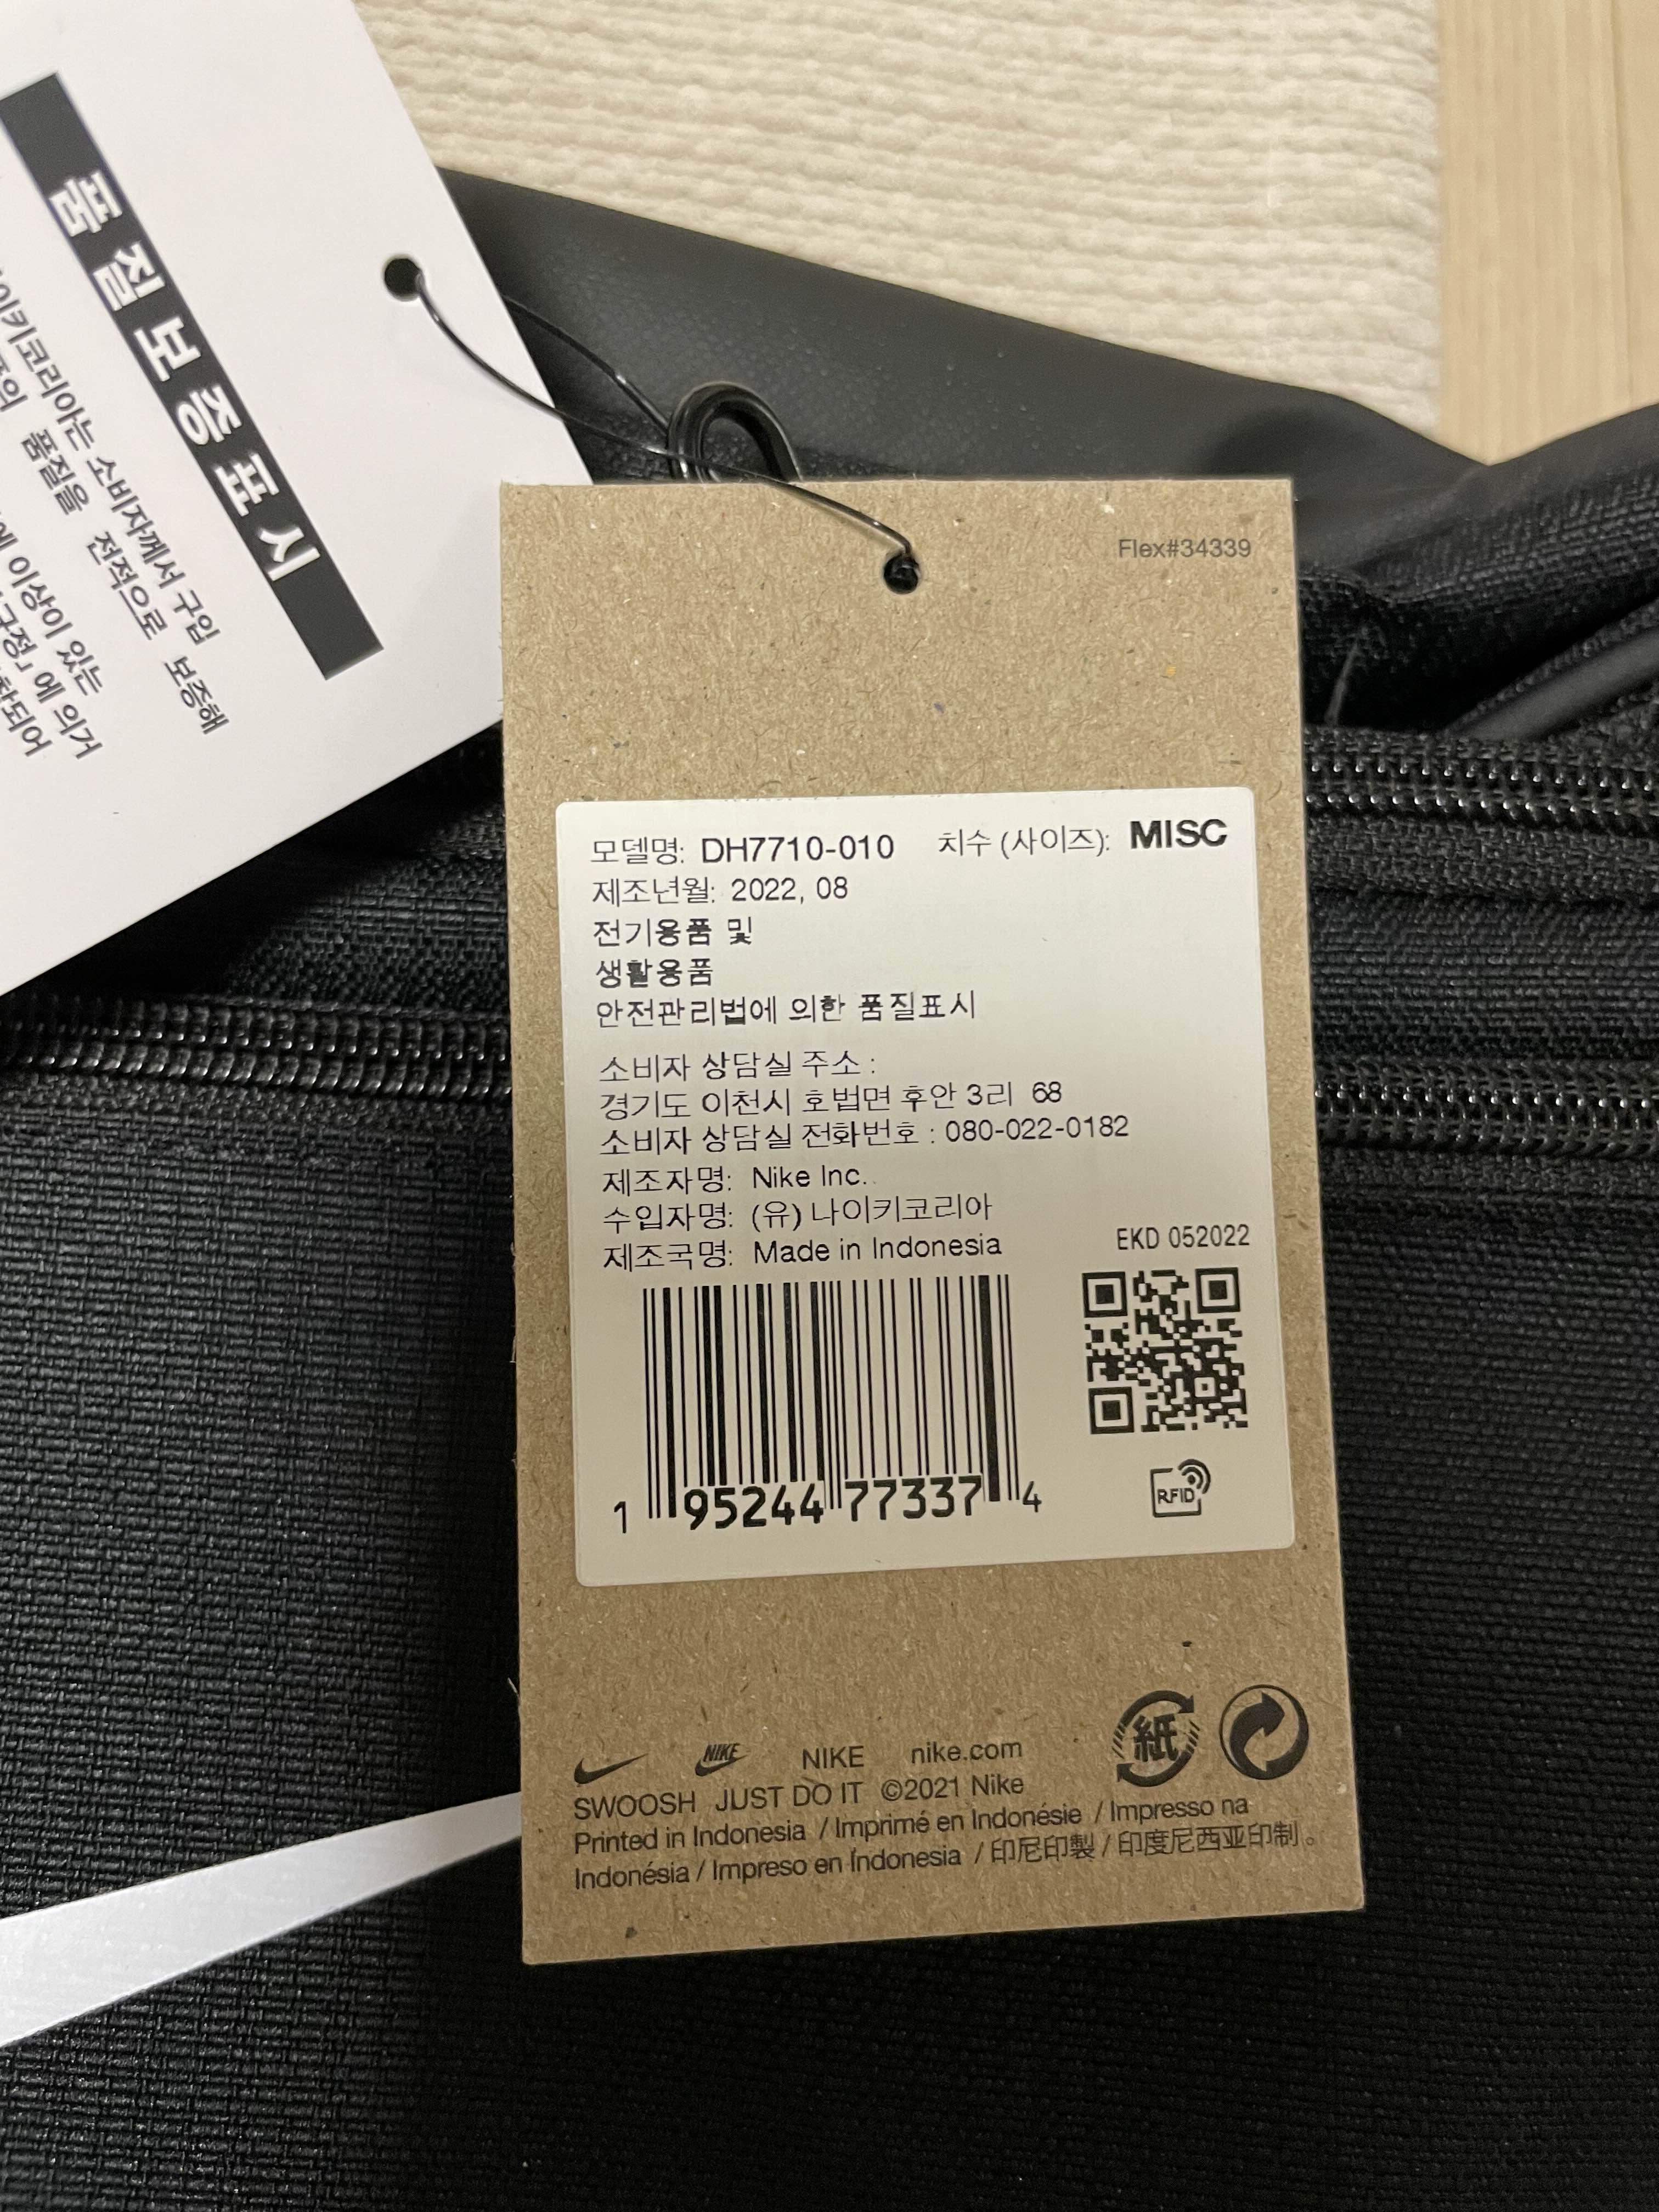 품질보증표시
소비자께서 구입
품질을 전적으로 보증해
이상이 있는
에 의거
Flex#34339
모델명: DH7710-010 치수 (사이즈): MISC
제조년월: 2022, 08
전기용품 및
생활용품
안전관리법에 의한 품질표시
소비자 상담실 주소 :
경기도 이천시 호법면 후안 3리 68
소비자 상담실 전화번호 : 080-022-0182
제조자명: Nike Inc.
수입자명: (유) 나이키코리아
제조국명: Made in Indonesia
EKD 052022
1 95244 77337 4
RFID
NIKE NIKE nike.com
紙
SWOOSH JUST DO IT ©2021 Nike
Printed in Indonesia / Imprimé en Indonésie / Impresso na
Indonésia / Impreso en Indonesia / 印尼印製 / 印度尼西亚印制。